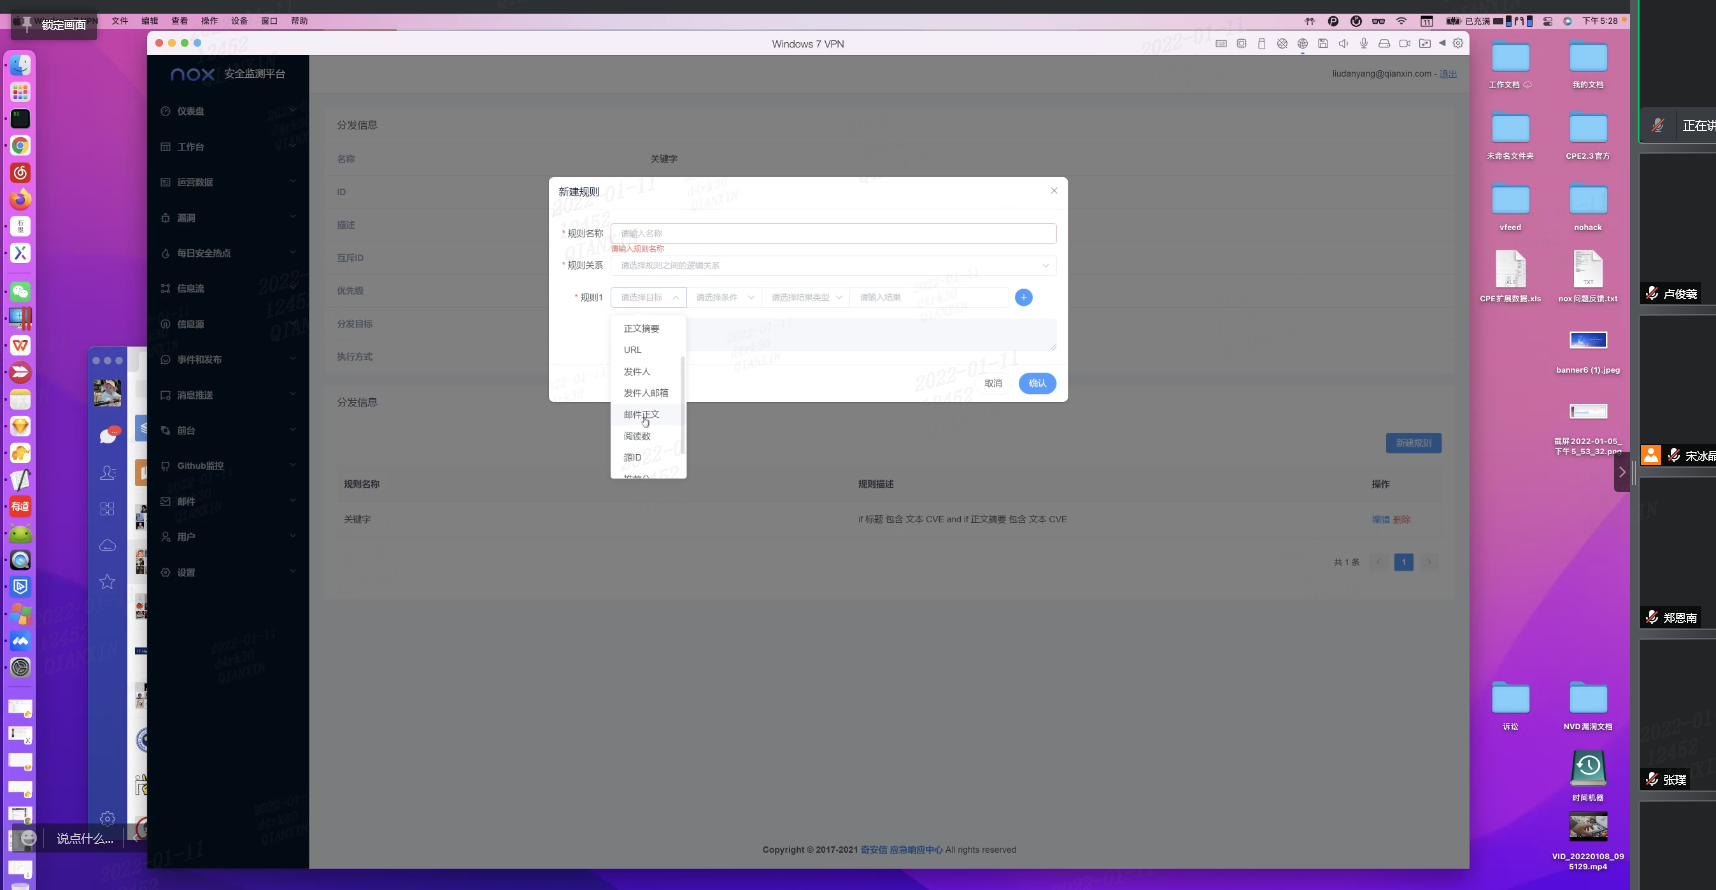 锁定画面
文件 编辑 查看 操作 设备 窗口 帮助
已充满
下午5:28
Windows 7 VPN
nox 安全监测平台
liudanyang@qianxin.com - 退出
仪表盘
工作台
运营数据
漏洞
每日安全热点
信息流
信息源
事件和发布
消息推送
前台
Github监控
邮件
用户
设置
分发信息
名称 关键字
ID
描述
互斥ID
优先级
分发目标
执行方式
新建规则
* 规则名称 请输入名称
请输入规则名称
* 规则关系 请选择规则之间的逻辑关系
* 规则1 请选择目标 请选择条件 请选择结果类型 请输入结果
正文摘要
URL
发件人
发件人邮箱
邮件正文
阅读数
源ID
取消 确认
分发信息
新建规则
规则名称 规则描述 操作
关键字 if 标题 包含 文本 CVE and if 正文摘要 包含 文本 CVE 编辑 删除
共 1 条 1
Copyright © 2017-2021 奇安信 应急响应中心 All rights reserved
工作文档
我的文档
未命名文件夹
CPE2.3官方
vfeed
nohack
CPE扩展数据.xls
nox问题反馈.txt
banner6 (1).jpeg
截屏2022-01-05_
下午5_53_32.png
诉讼
NVD漏洞文档
时间机器
VID_20220108_09
5129.mp4
正在讲
卢俊羲
宋冰晶
郑恩南
张璞
说点什么...
有道
2022-01-11
12452
QIANXIN